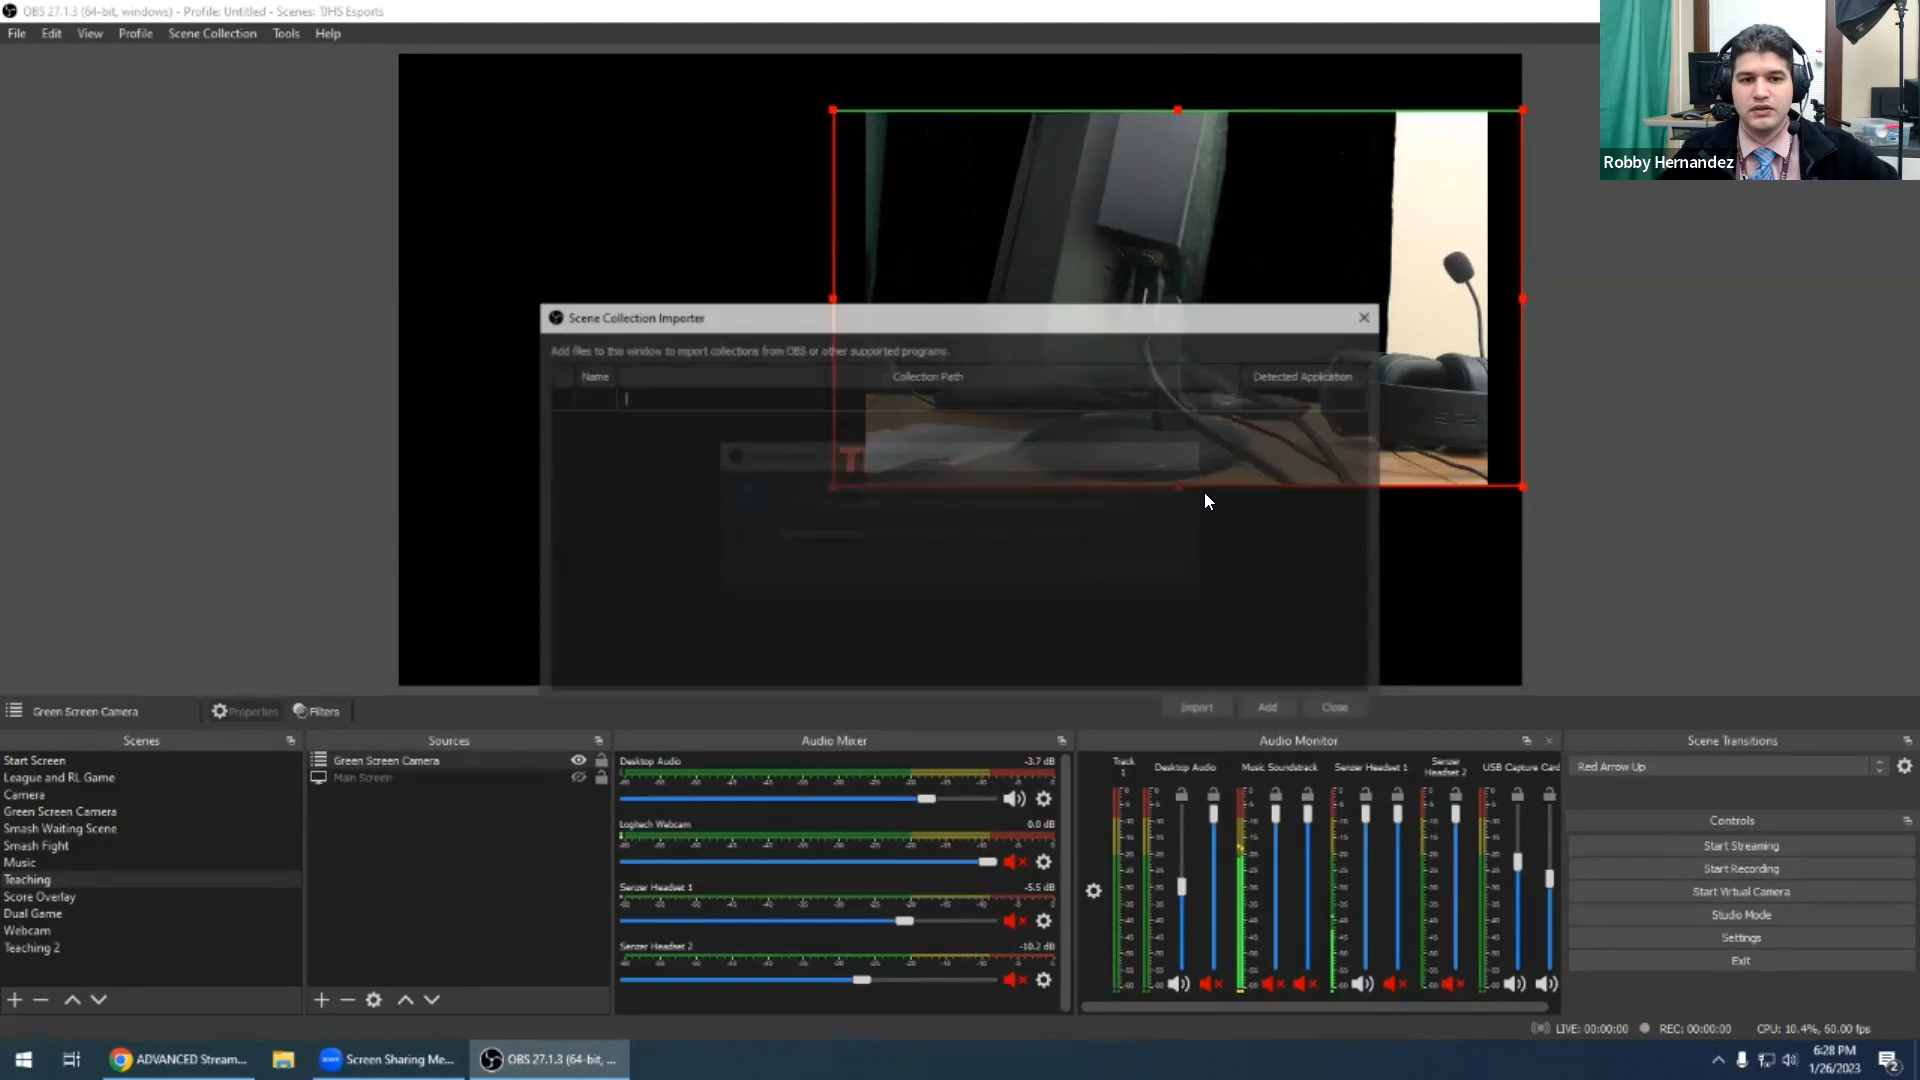 OBS 27.1.3 (64-bit, windows) - Profile: Untitled - Scenes: TJHS Esports
File Edit View Profile Scene Collection Tools Help
Robby Hernandez
Scene Collection Importer
Add files to this window to import collections from OBS or other supported programs.
Name Collection Path Detected Application
Import Add Close
Green Screen Camera Properties Filters
Scenes
Start Screen
League and RL Game
Camera
Green Screen Camera
Smash Waiting Scene
Smash Fight
Music
Teaching
Score Overlay
Dual Game
Webcam
Teaching 2
Sources
Green Screen Camera
Main Screen
Audio Mixer
Desktop Audio -3.7 dB
Logitech Webcam 0.0 dB
Senzer Headset 1 -5.5 dB
Senzer Headset 2 -10.2 dB
Audio Monitor
Track 1 Desktop Audio Music Soundtrack Senzer Headset 1 Senzer Headset 2 USB Capture Card
Scene Transitions
Red Arrow Up
Controls
Start Streaming
Start Recording
Start Virtual Camera
Studio Mode
Settings
Exit
LIVE: 00:00:00 REC: 00:00:00 CPU: 10.4%, 60.00 fps
ADVANCED Stream... Screen Sharing Me... OBS 27.1.3 (64-bit, ...
6:28 PM
1/26/2023
2